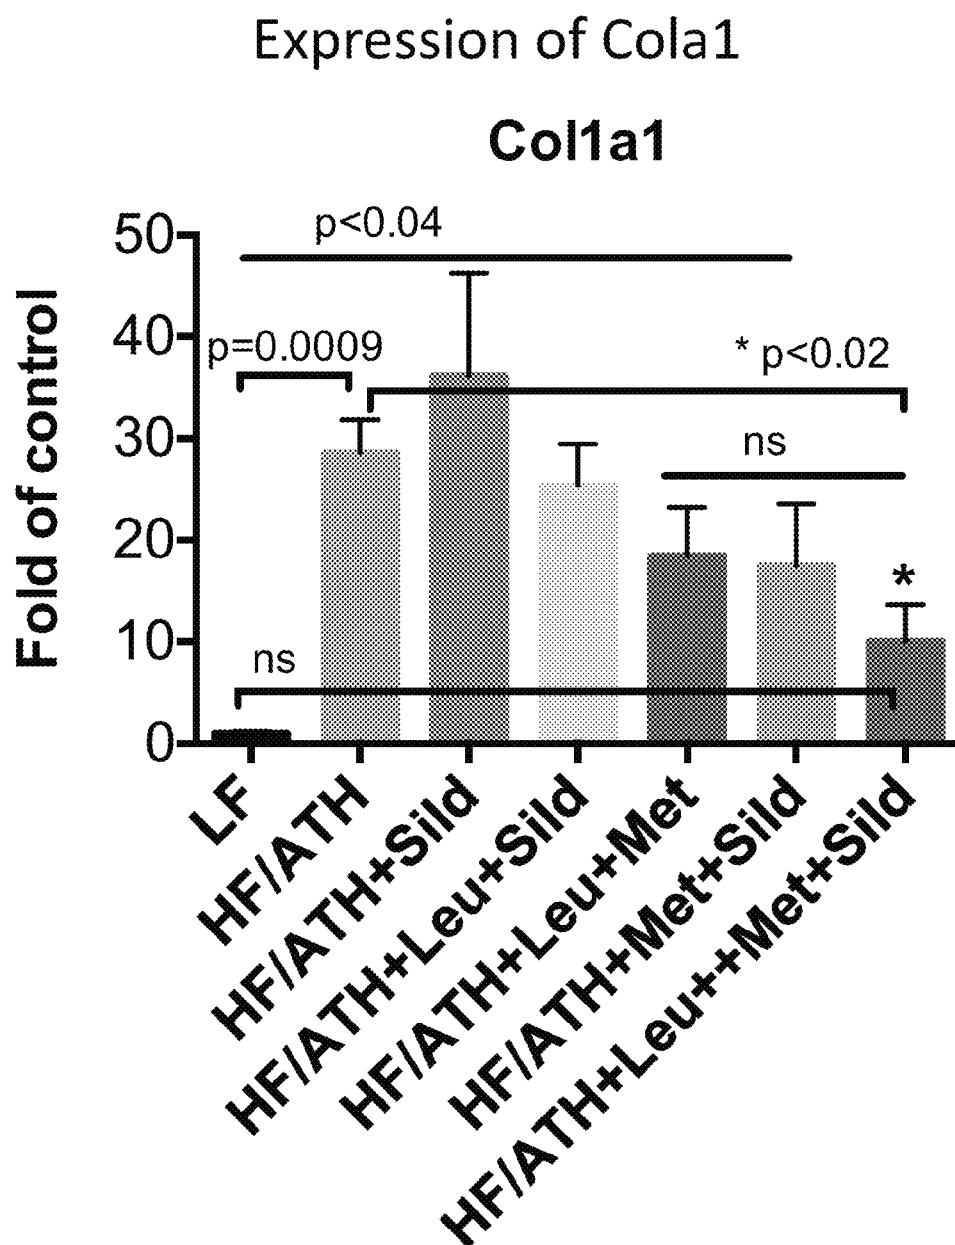 Expression of Cola1
Col1a1
Fold of control
50
40
30
20
10
0
p<0.04
p=0.0009
* p<0.02
ns
*
ns
LF
HF/ATH
HF/ATH+Sild
HF/ATH+Leu+Sild
HF/ATH+Leu+Met
HF/ATH+Met+Sild
HF/ATH+Leu++Met+Sild